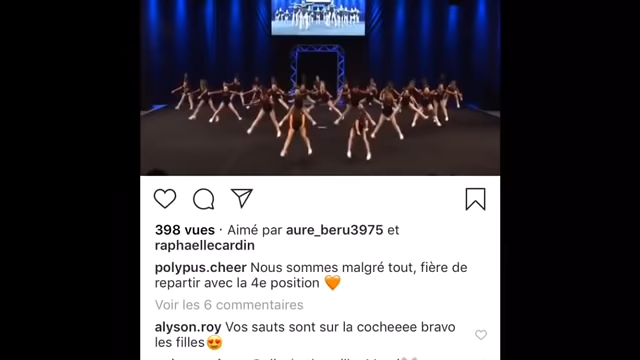 398 vues · Aimé par aure_beru3975 et
raphaellecardin
polypus.cheer Nous sommes malgré tout, fière de
repartir avec la 4e position 🧡
Voir les 6 commentaires
alyson.roy Vos sauts sont sur la cocheeee bravo
les filles😍